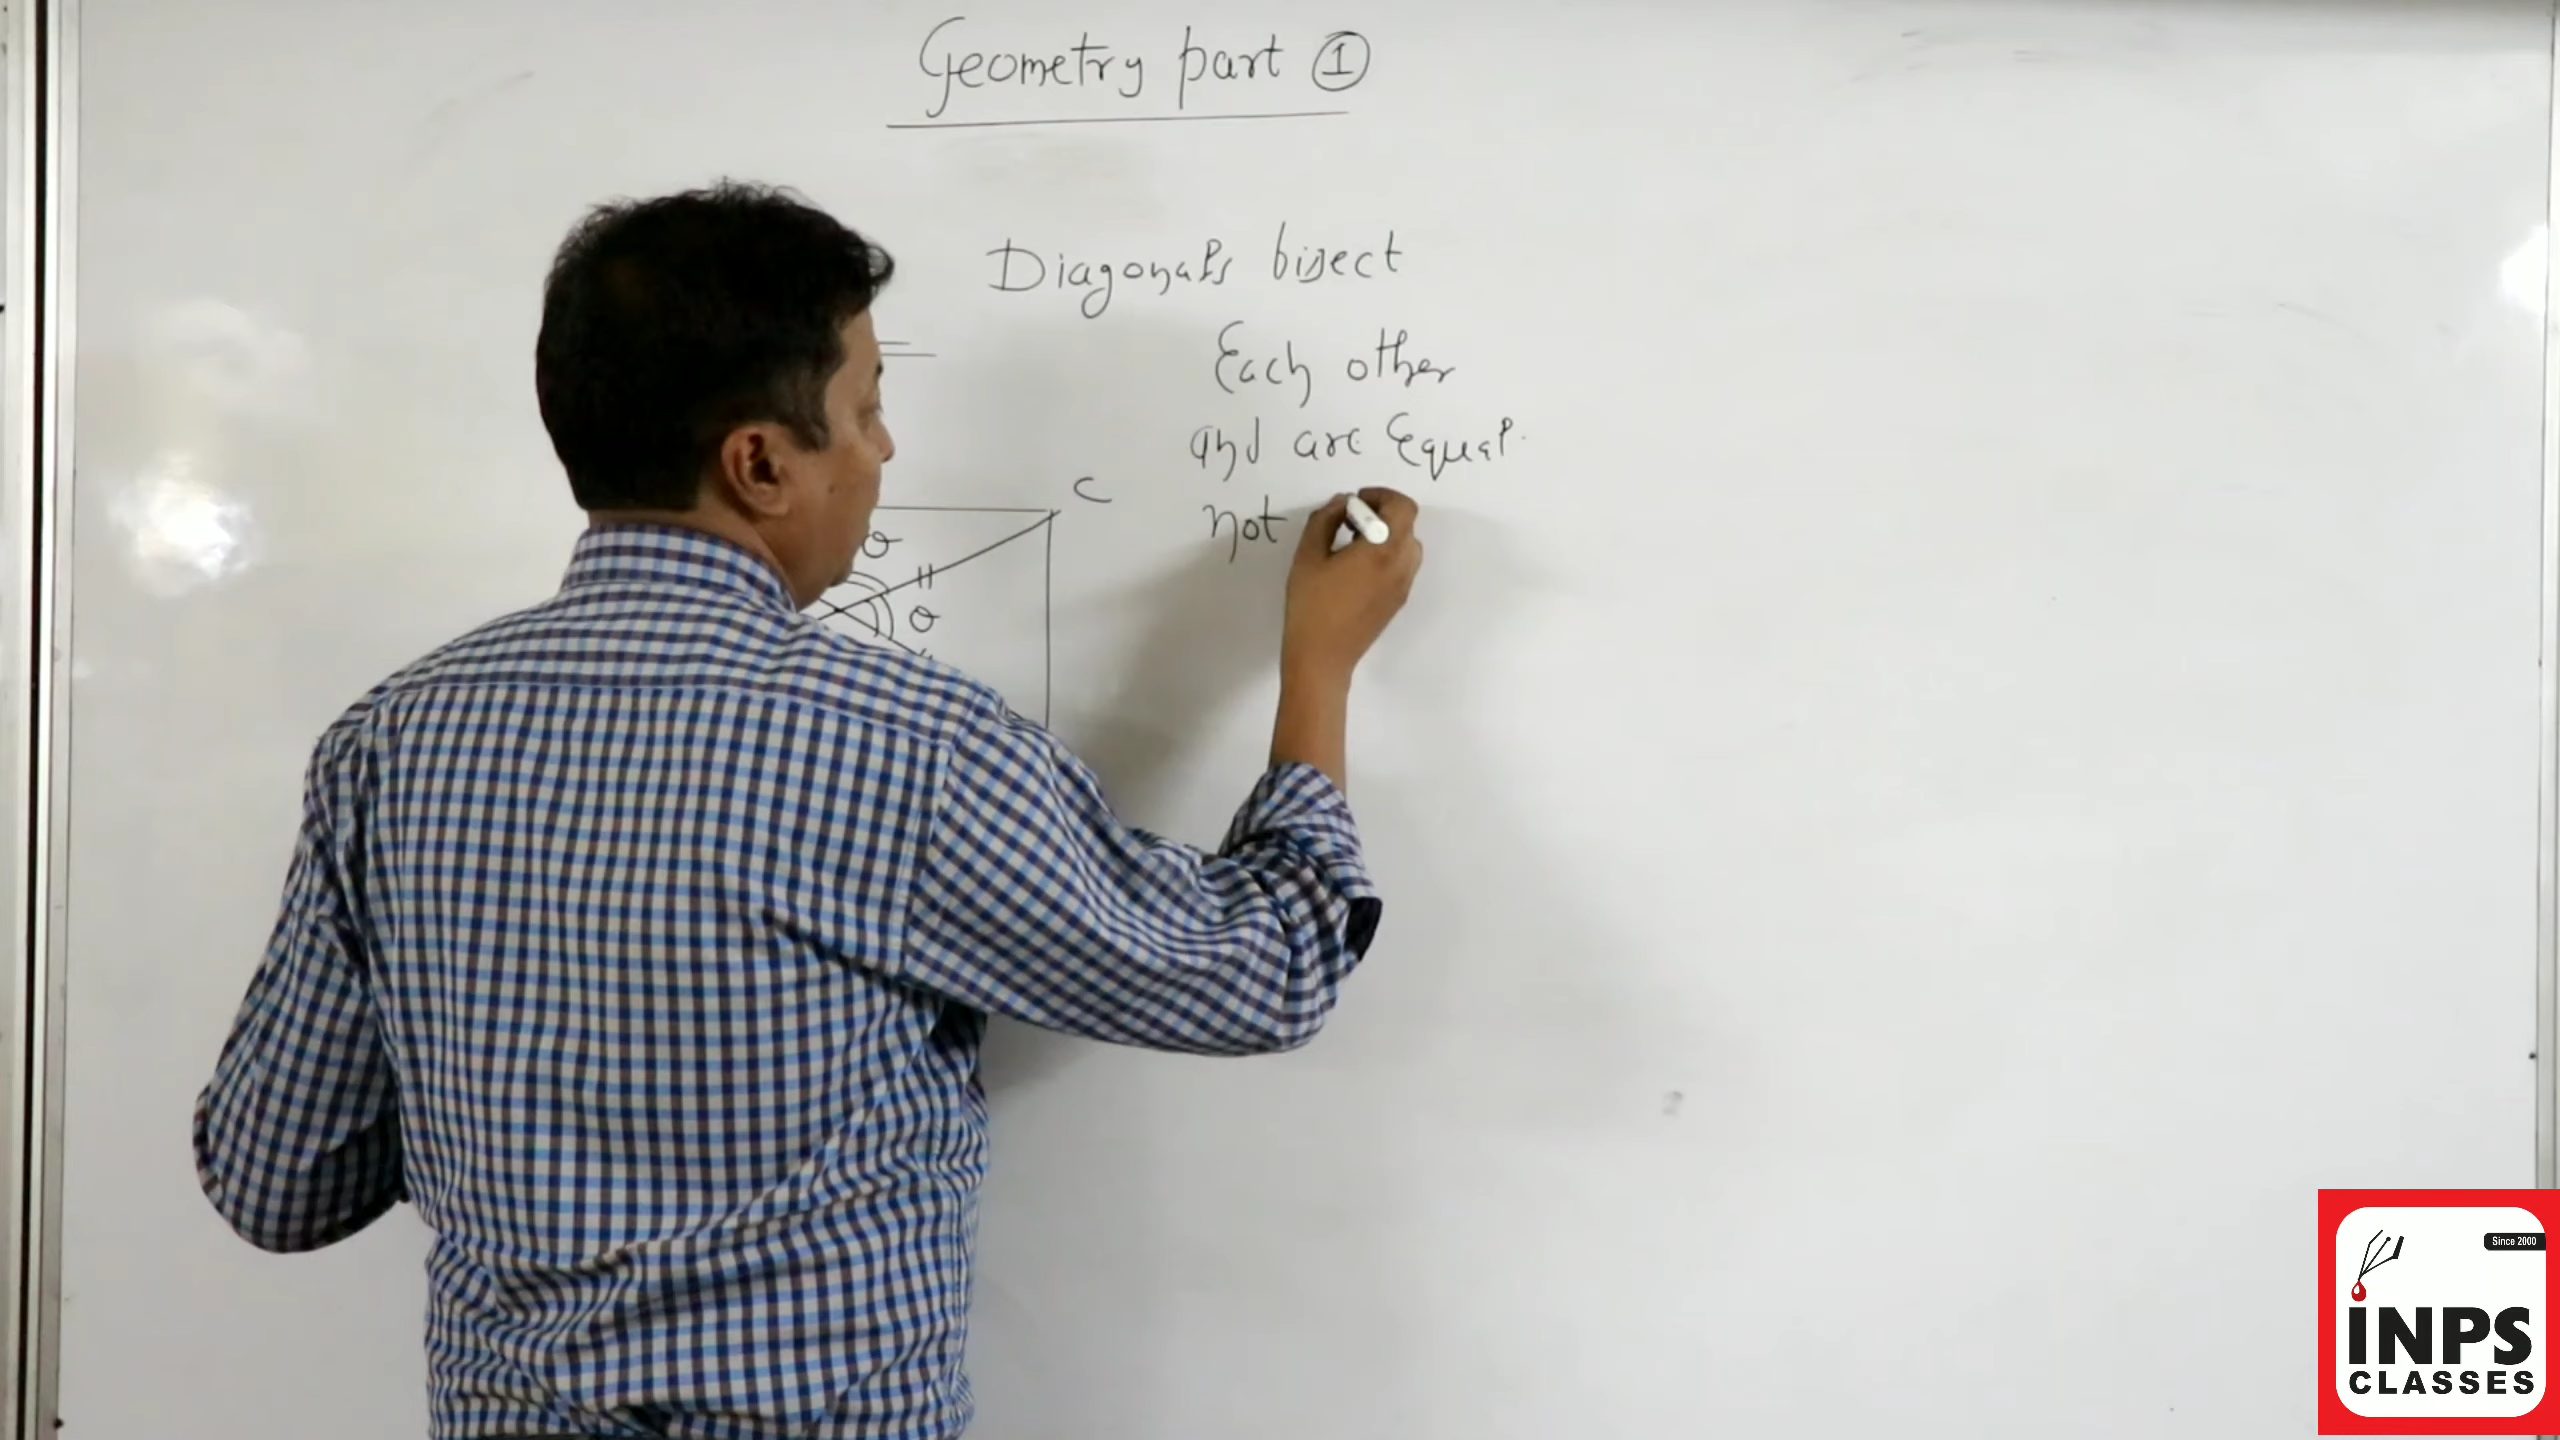 Geometry part ①
Diagonals bisect
Each other
and are Equal.
not
C
θ
θ
Since 2000
INPS
CLASSES